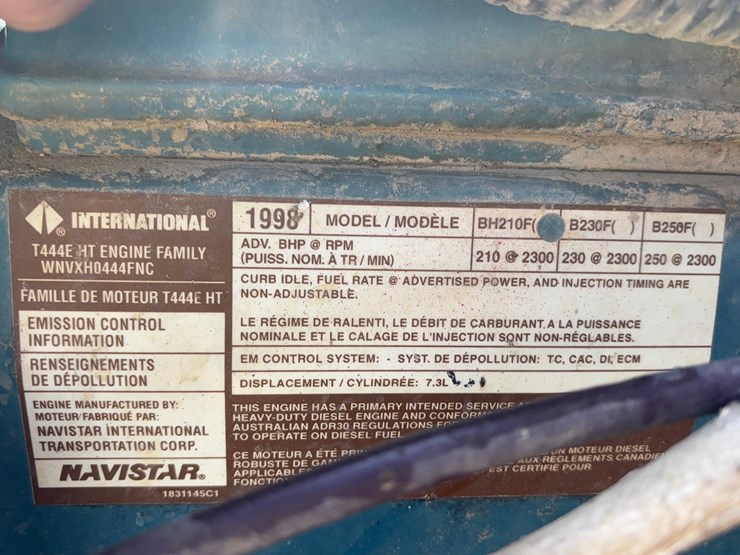 INTERNATIONAL®
T444E HT ENGINE FAMILY
WNVXH0444FNC
FAMILLE DE MOTEUR T444E HT
EMISSION CONTROL
INFORMATION
RENSEIGNEMENTS
DE DÉPOLLUTION
ENGINE MANUFACTURED BY:
MOTEUR FABRIQUÉ PAR:
NAVISTAR INTERNATIONAL
TRANSPORTATION CORP.
NAVISTAR®
1831145C1
1998 MODEL / MODÈLE BH210F( B230F( ) B250F( )
ADV. BHP @ RPM
(PUISS. NOM. À TR / MIN) 210 @ 2300 230 @ 2300 250 @ 2300
CURB IDLE, FUEL RATE @ ADVERTISED POWER, AND INJECTION TIMING ARE
NON-ADJUSTABLE.
LE RÉGIME DE RALENTI, LE DÉBIT DE CARBURANT A LA PUISSANCE
NOMINALE ET LE CALAGE DE L'INJECTION SONT NON-RÉGLABLES.
EM CONTROL SYSTEM: - SYST. DE DÉPOLLUTION: TC, CAC, DI, ECM
DISPLACEMENT / CYLINDRÉE: 7.3L
THIS ENGINE HAS A PRIMARY INTENDED SERVICE
HEAVY-DUTY DIESEL ENGINE AND
AUSTRALIAN ADR30 REGULATIONS
TO OPERATE ON DIESEL FUEL
CE MOTEUR A ÉTÉ
ROBUSTE DE UN MOTEUR DIESEL
AUX REGLEMENTS
EST CERTIFIE POUR